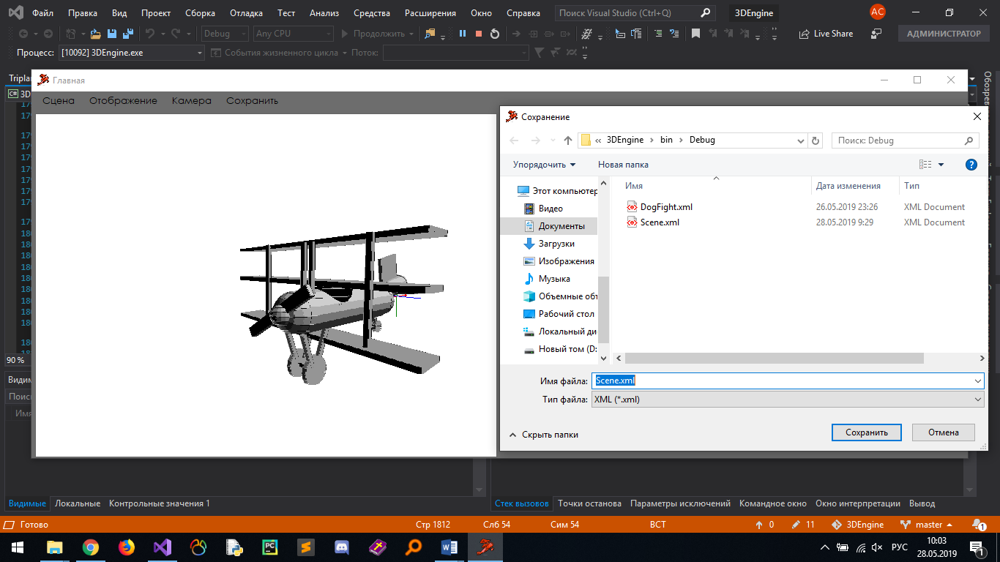 Файл Правка Вид Проект Сборка Отладка Тест Анализ Средства Расширения Окно Справка Поиск Visual Studio (Ctrl+Q) 3DEngine AC
Debug Any CPU Продолжить Live Share АДМИНИСТРАТОР
Процесс: [10092] 3DEngine.exe События жизненного цикла Поток:
Главная
Сцена Отображение Камера Сохранить
Сохранение
3DEngine bin Debug Поиск: Debug
Упорядочить Новая папка
Имя Дата изменения Тип
Этот компьютер
Видео
Документы
Загрузки
Изображения
Музыка
Объемные объ
Рабочий стол
Локальный ди
Новый том (D:
DogFight.xml 26.05.2019 23:26 XML Document
Scene.xml 28.05.2019 9:29 XML Document
Имя файла: Scene.xml
Тип файла: XML (*.xml)
Скрыть папки Сохранить Отмена
90 %
Видимые Локальные Контрольные значения 1 Стек вызовов Точки останова Параметры исключений Командное окно Окно интерпретации Вывод
Готово Стр 1812 Слб 54 Сим 54 ВСТ 0 11 3DEngine master 1
РУС 10:03
28.05.2019 1